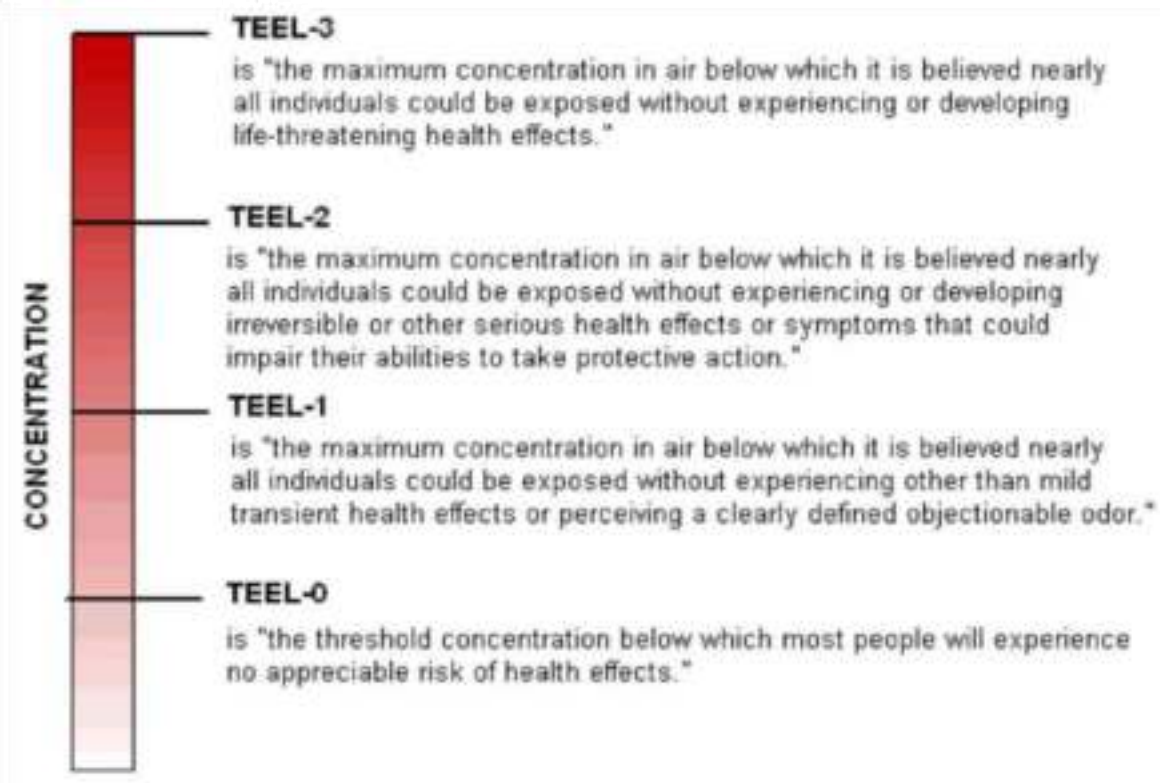 TEEL-3
is "the maximum concentration in air below which it is believed nearly
all individuals could be exposed without experiencing or developing
life-threatening health effects."
TEEL-2
is "the maximum concentration in air below which it is believed nearly
all individuals could be exposed without experiencing or developing
irreversible or other serious health effects or symptoms that could
impair their abilities to take protective action."
CONCENTRATION
TEEL-1
is "the maximum concentration in air below which it is believed nearly
all individuals could be exposed without experiencing other than mild
transient health effects or perceiving a clearly defined objectionable odor."
TEEL-0
is "the threshold concentration below which most people will experience
no appreciable risk of health effects."